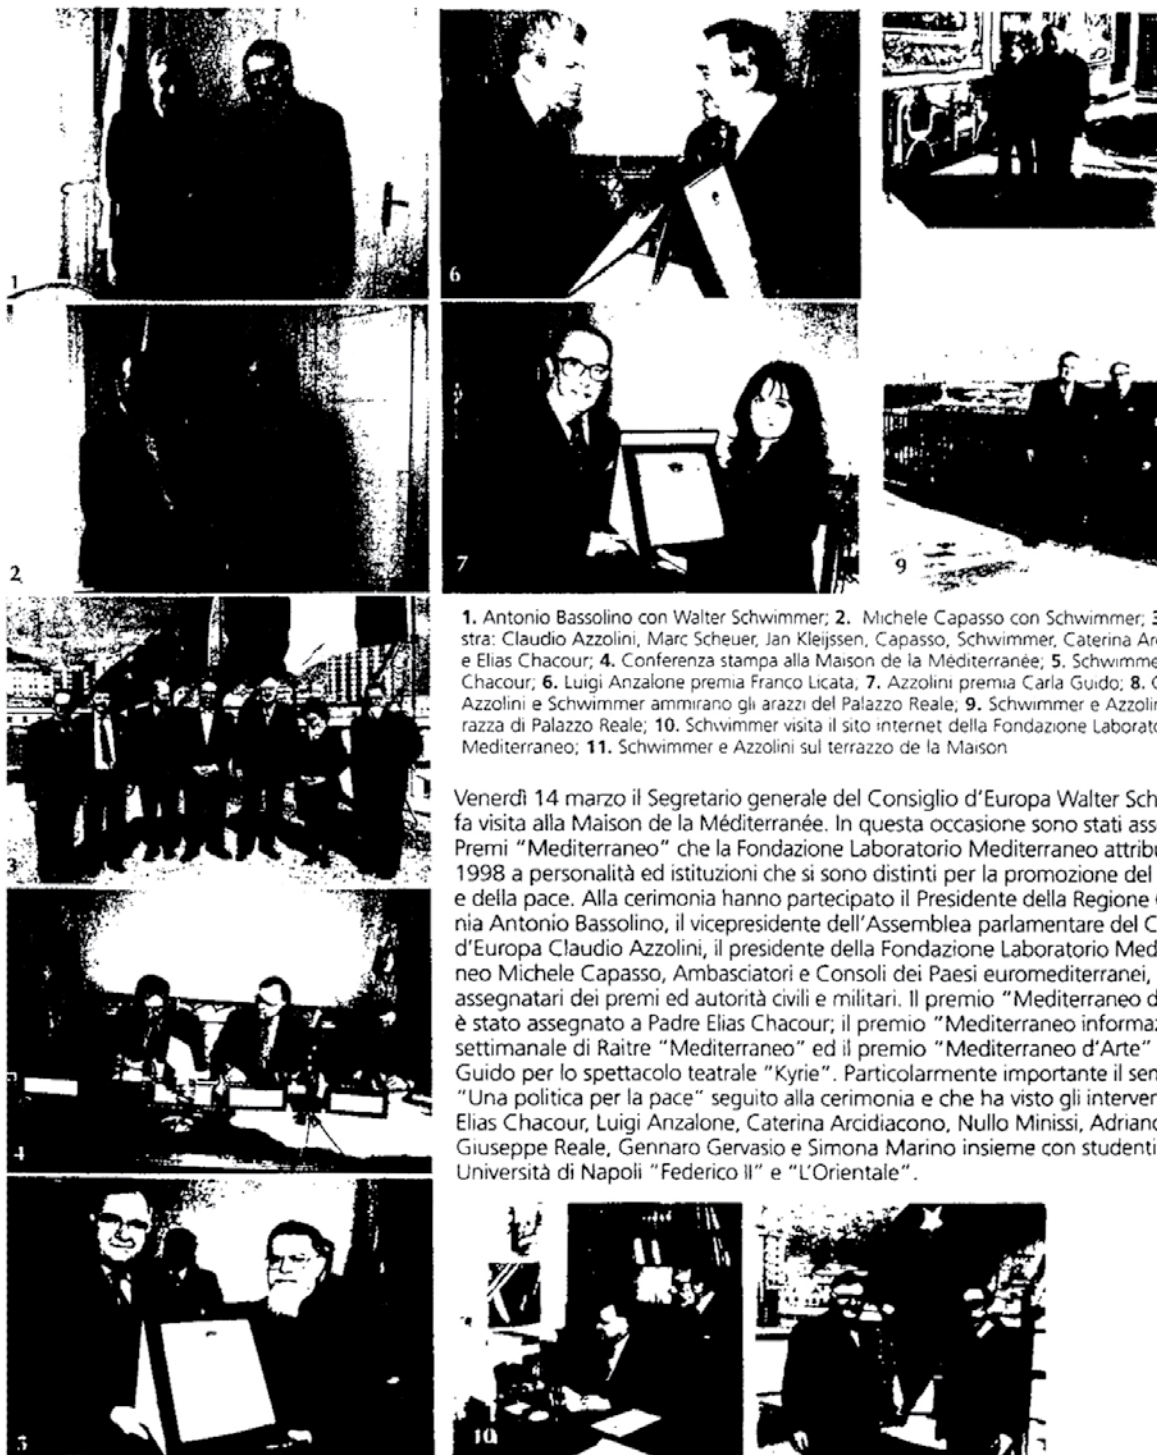 1
6
2
7
9
3
4
5
10
1. Antonio Bassolino con Walter Schwimmer; 2. Michele Capasso con Schwimmer; 3
stra: Claudio Azzolini, Marc Scheuer, Jan Kleijssen, Capasso, Schwimmer, Caterina Ar
e Elias Chacour; 4. Conferenza stampa alla Maison de la Méditerranée; 5. Schwimme
Chacour; 6. Luigi Anzalone premia Franco Licata; 7. Azzolini premia Carla Guido; 8.
Azzolini e Schwimmer ammirano gli arazzi del Palazzo Reale; 9. Schwimmer e Azzolin
razza di Palazzo Reale; 10. Schwimmer visita il sito internet della Fondazione Laborato
Mediterraneo; 11. Schwimmer e Azzolini sul terrazzo de la Maison
Venerdì 14 marzo il Segretario generale del Consiglio d'Europa Walter Sch
fa visita alla Maison de la Méditerranée. In questa occasione sono stati ass
Premi "Mediterraneo" che la Fondazione Laboratorio Mediterraneo attribu
1998 a personalità ed istituzioni che si sono distinti per la promozione del
e della pace. Alla cerimonia hanno partecipato il Presidente della Regione
nia Antonio Bassolino, il vicepresidente dell'Assemblea parlamentare del C
d'Europa Claudio Azzolini, il presidente della Fondazione Laboratorio Med
neo Michele Capasso, Ambasciatori e Consoli dei Paesi euromediterranei,
assegnatari dei premi ed autorità civili e militari. Il premio "Mediterraneo d
è stato assegnato a Padre Elias Chacour; il premio "Mediterraneo informaz
settimanale di Raitre "Mediterraneo" ed il premio "Mediterraneo d'Arte"
Guido per lo spettacolo teatrale "Kyrie". Particolarmente importante il sem
"Una politica per la pace" seguito alla cerimonia e che ha visto gli interven
Elias Chacour, Luigi Anzalone, Caterina Arcidiacono, Nullo Minissi, Adriano
Giuseppe Reale, Gennaro Gervasio e Simona Marino insieme con studenti
Università di Napoli "Federico II" e "L'Orientale".